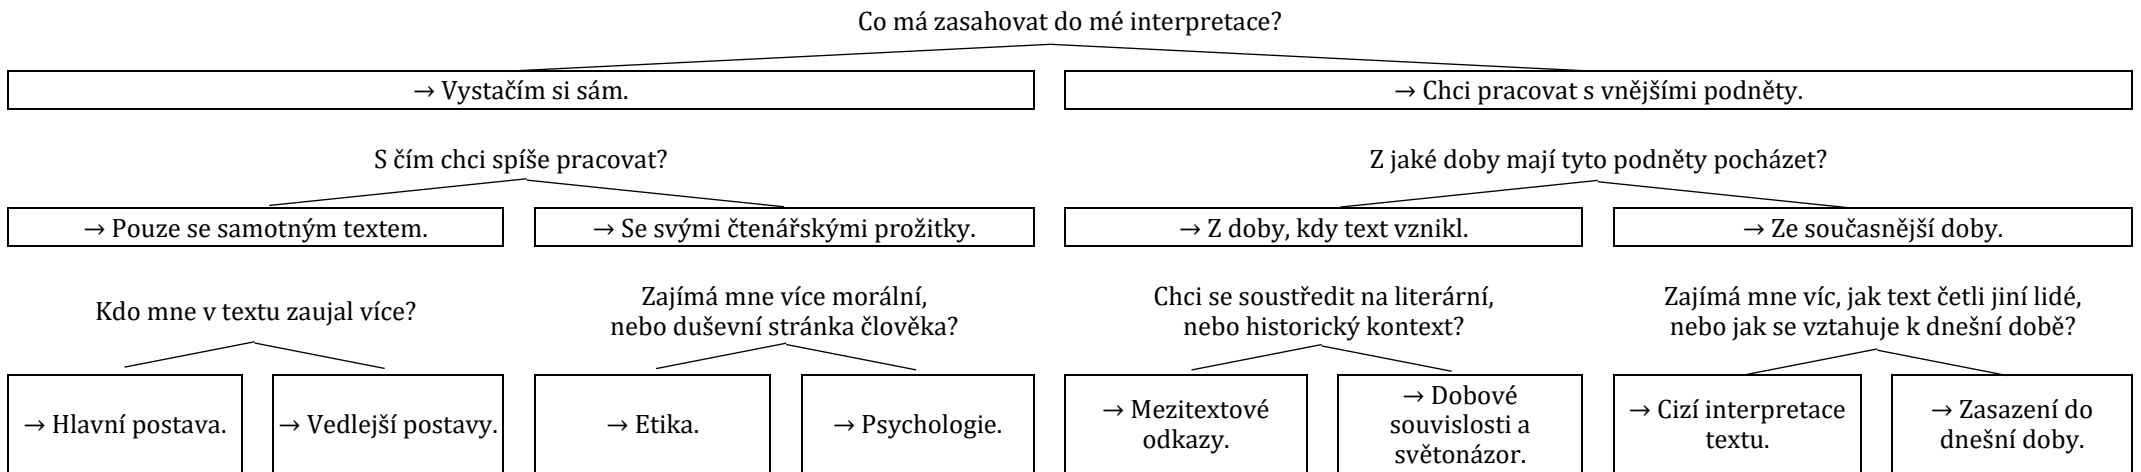 Co má zasahovat do mé interpretace?
→ Vystačím si sám.
→ Chci pracovat s vnějšími podněty.
S čím chci spíše pracovat?
Z jaké doby mají tyto podněty pocházet?
→ Pouze se samotným textem.
→ Se svými čtenářskými prožitky.
→ Z doby, kdy text vznikl.
→ Ze současnější doby.
Kdo mne v textu zaujal více?
Zajímá mne více morální,
nebo duševní stránka člověka?
Chci se soustředit na literární,
nebo historický kontext?
Zajímá mne víc, jak text četli jiní lidé,
nebo jak se vztahuje k dnešní době?
→ Hlavní postava.
→ Vedlejší postavy.
→ Etika.
→ Psychologie.
→ Mezitextové
odkazy.
→ Dobové
souvislosti a
světonázor.
→ Cizí interpretace
textu.
→ Zasazení do
dnešní doby.